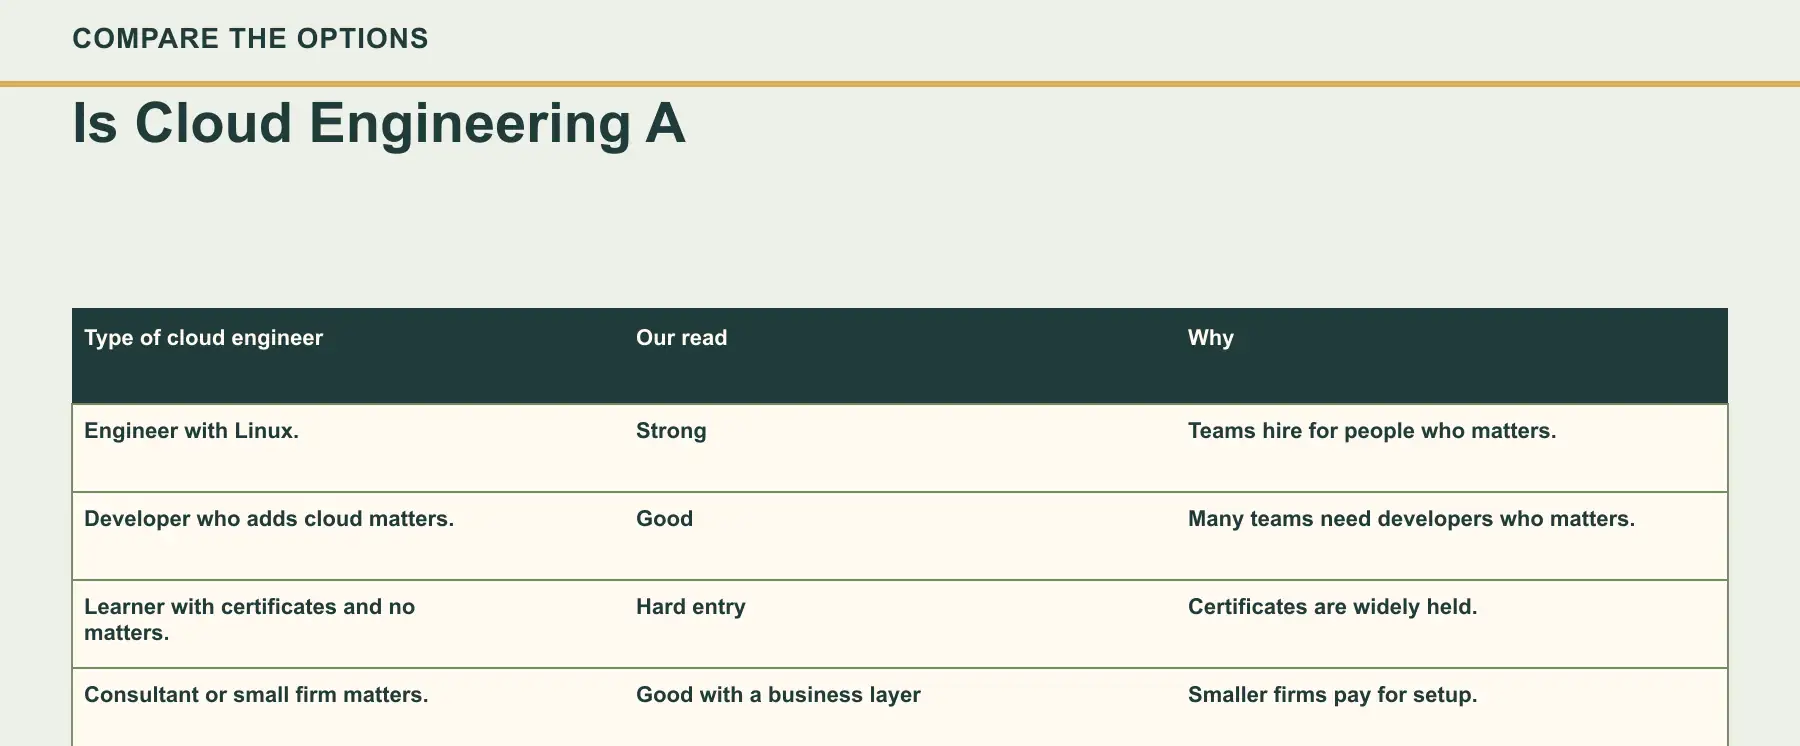 COMPARE THE OPTIONS
Is Cloud Engineering A
Type of cloud engineer Our read Why
Engineer with Linux. Strong Teams hire for people who matters.
Developer who adds cloud matters. Good Many teams need developers who matters.
Learner with certificates and no
matters. Hard entry Certificates are widely held.
Consultant or small firm matters. Good with a business layer Smaller firms pay for setup.